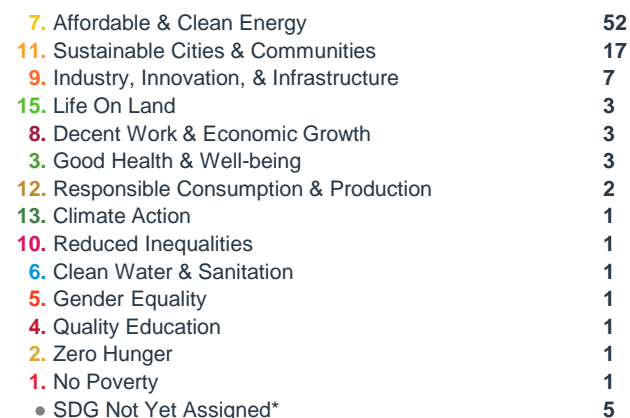 7. Affordable & Clean Energy 52
11. Sustainable Cities & Communities 17
9. Industry, Innovation, & Infrastructure 7
15. Life On Land 3
8. Decent Work & Economic Growth 3
3. Good Health & Well-being 3
12. Responsible Consumption & Production 2
13. Climate Action 1
10. Reduced Inequalities 1
6. Clean Water & Sanitation 1
5. Gender Equality 1
4. Quality Education 1
2. Zero Hunger 1
1. No Poverty 1
● SDG Not Yet Assigned* 5